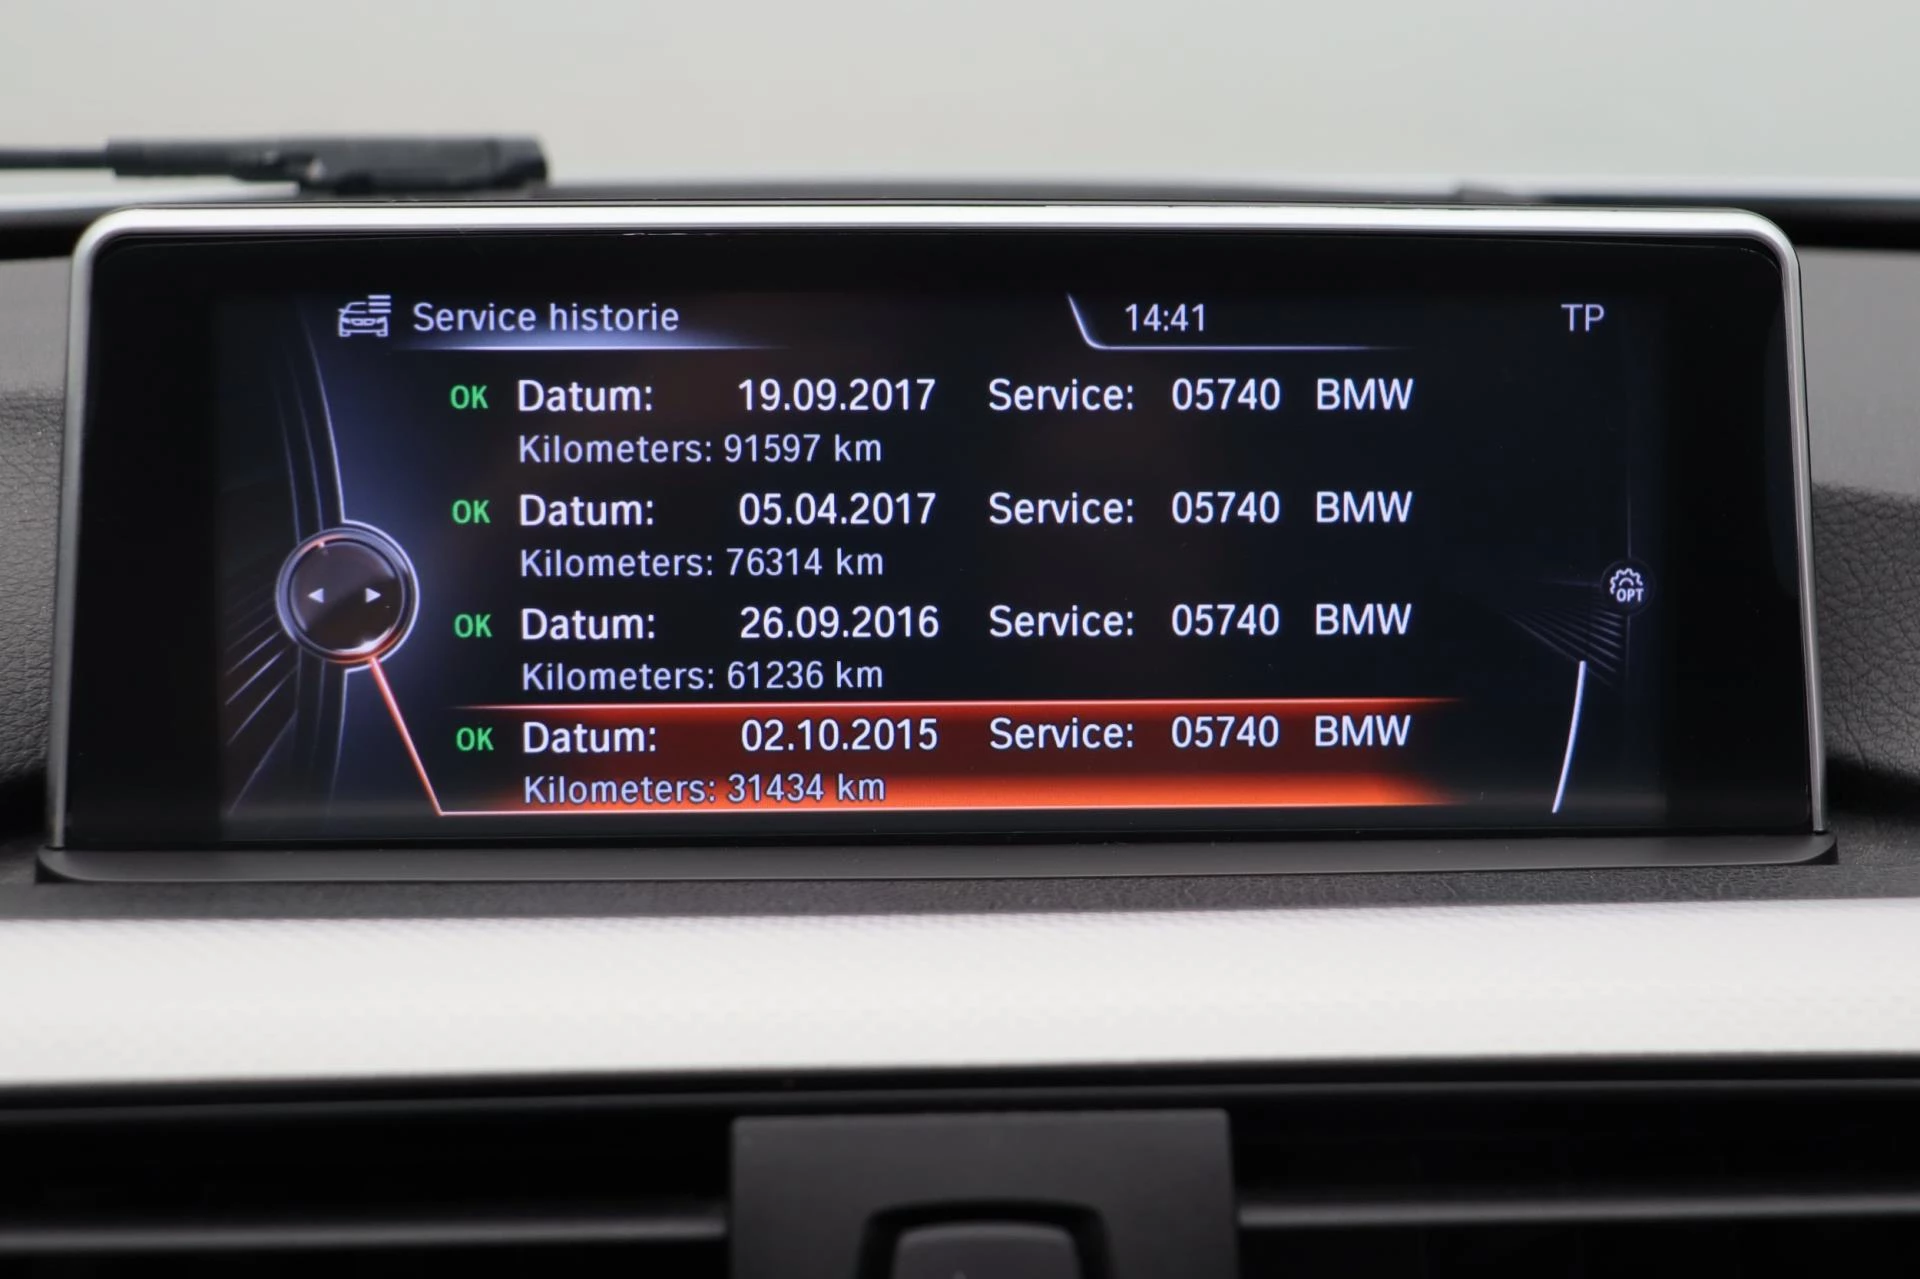 Service historie 14:41 TP
OK Datum: 19.09.2017 Service: 05740 BMW
Kilometers: 91597 km
OK Datum: 05.04.2017 Service: 05740 BMW
Kilometers: 76314 km
OK Datum: 26.09.2016 Service: 05740 BMW
Kilometers: 61236 km
OK Datum: 02.10.2015 Service: 05740 BMW
Kilometers: 31434 km
OPT